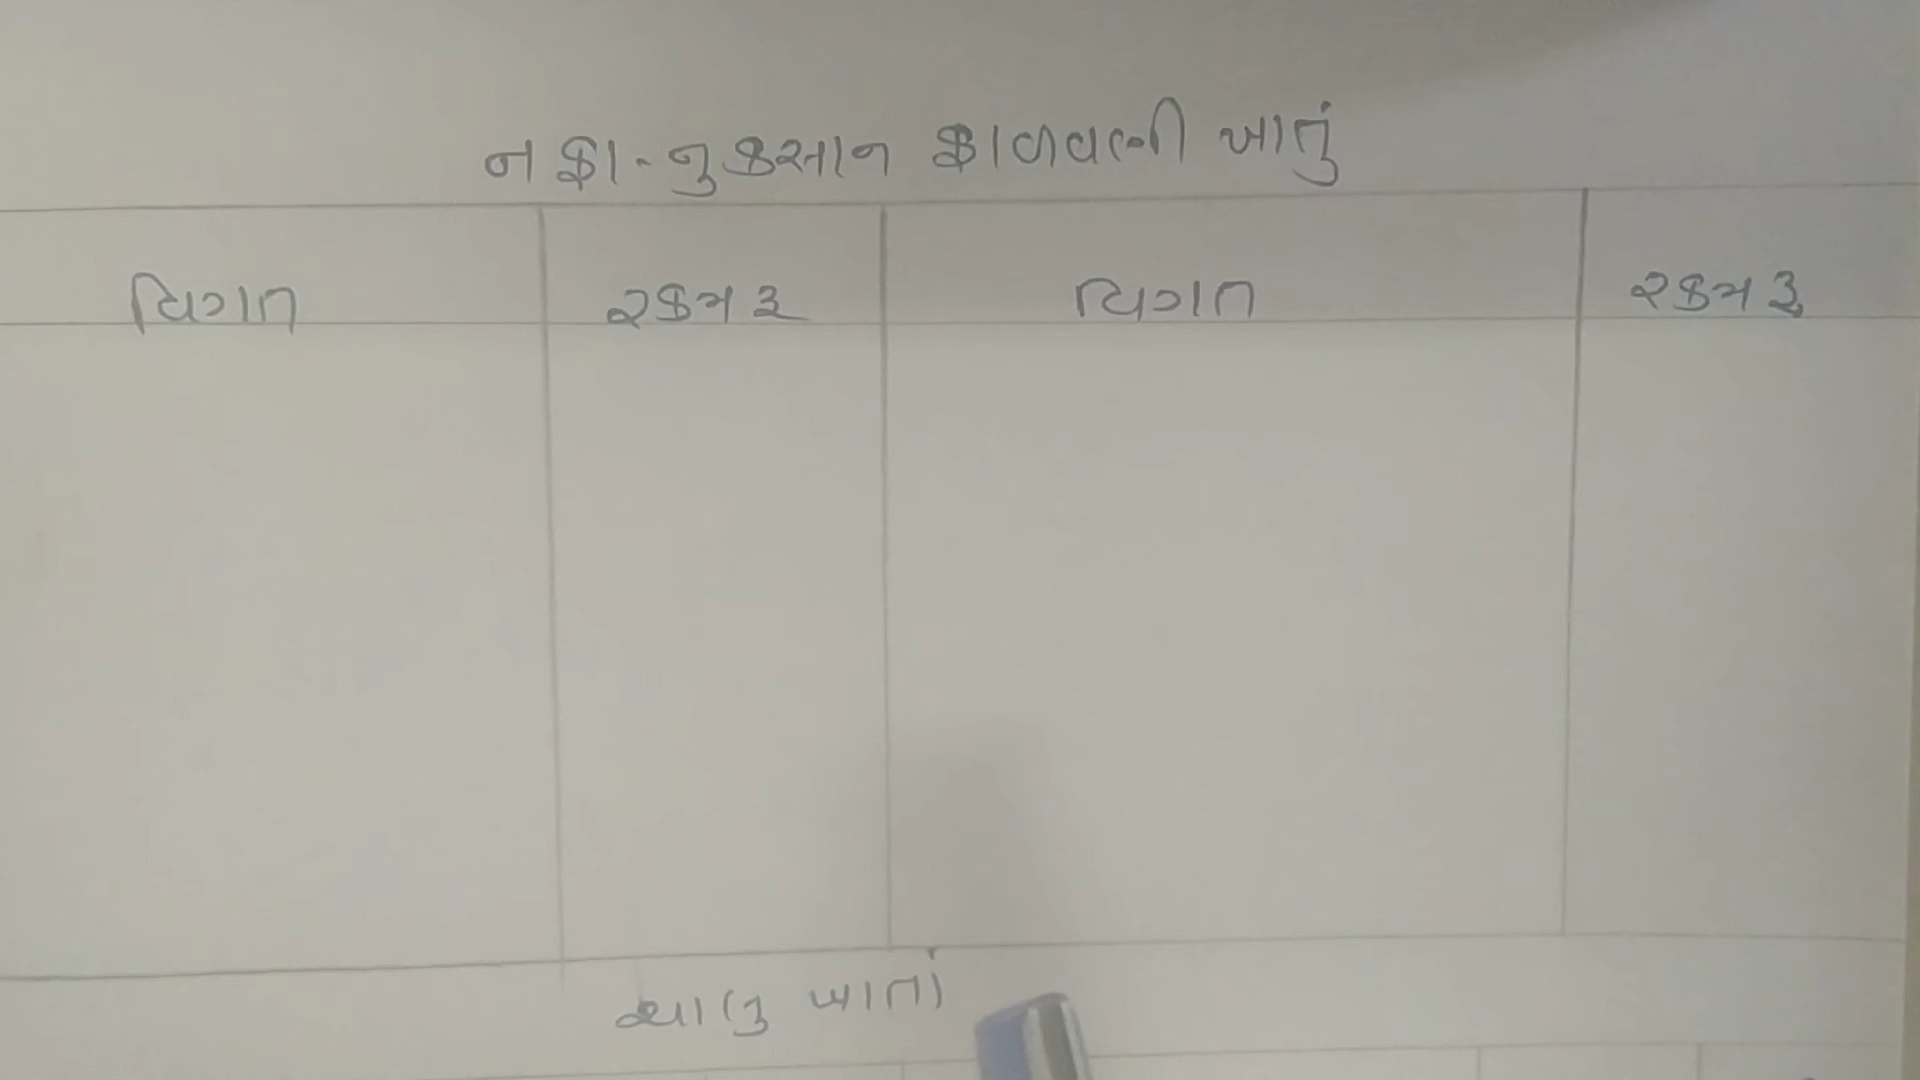 નફા-નુકસાન ફાળવણી ખાતું
વિગત રકમ રૂ વિગત રકમ રૂ
ચાલુ ખાતાં